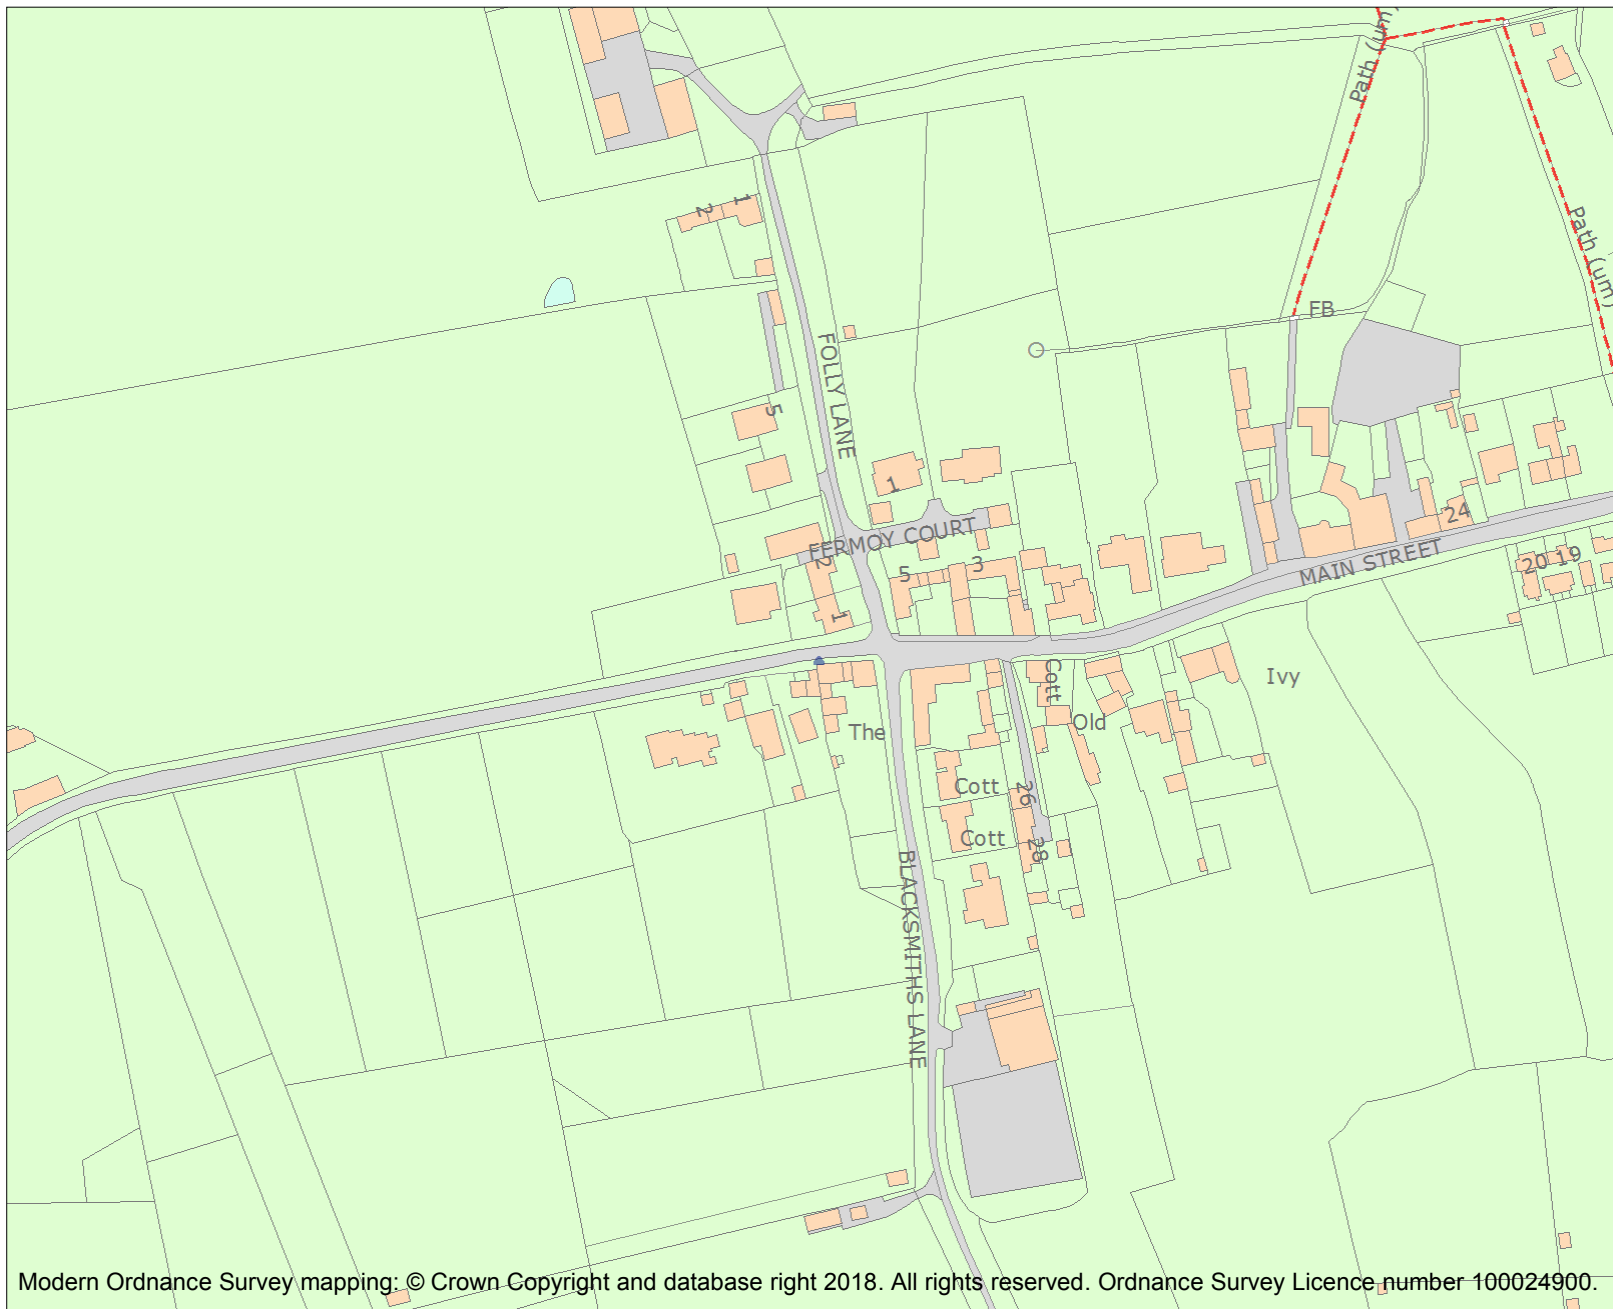 Path (um)
1
2
Path (um)
FB
FOLLY LANE
5
1
24
FERMOY COURT
MAIN STREET
2
5
3
20 19
1
Cott
Ivy
Old
The
Cott
26
Cott
28
BLACKSMITHS LANE
Modern Ordnance Survey mapping: © Crown Copyright and database right 2018. All rights reserved. Ordnance Survey Licence number 100024900.